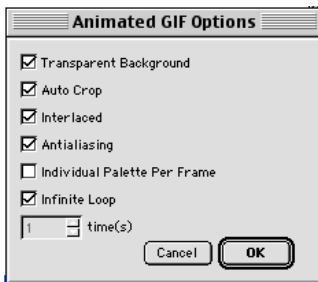 Animated GIF Options
Transparent Background
Auto Crop
Interlaced
Antialiasing
Individual Palette Per Frame
Infinite Loop
1 time(s)
Cancel OK